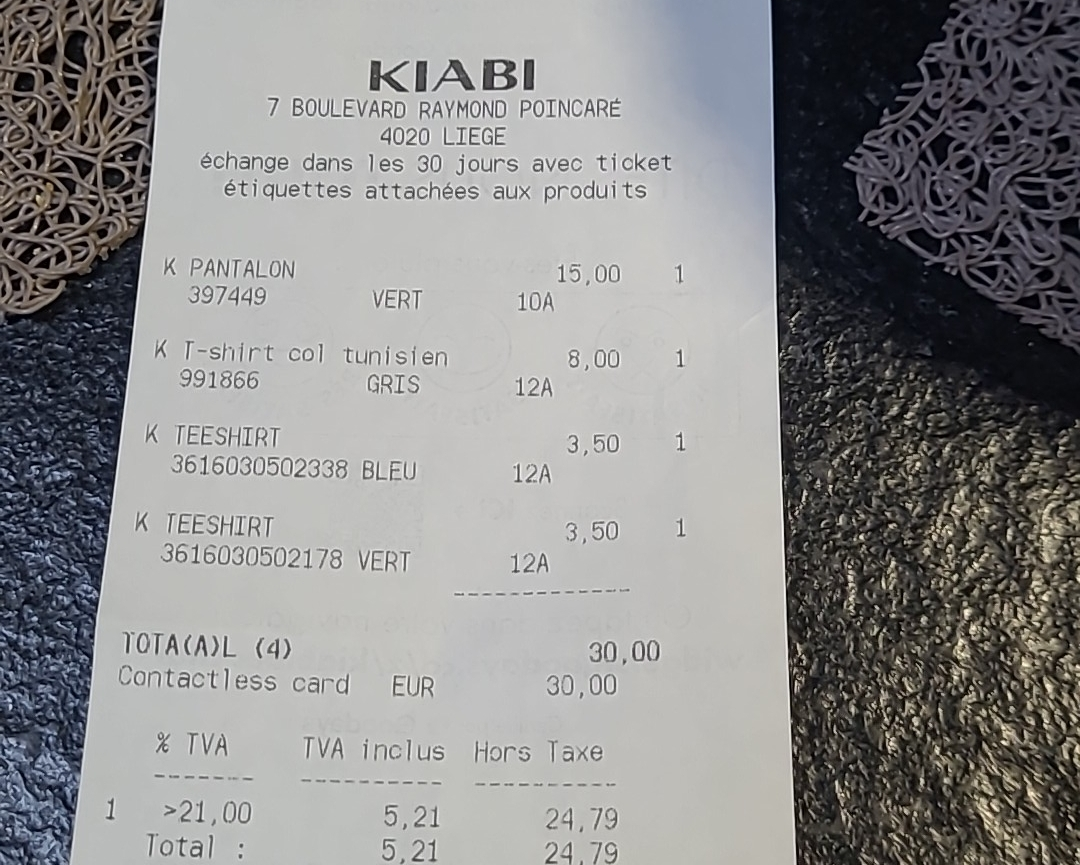 KIABI
7 BOULEVARD RAYMOND POINCARÉ
4020 LIEGE
échange dans les 30 jours avec ticket
étiquettes attachées aux produits
K PANTALON 15,00 1
397449 VERT 10A
K T-shirt col tunisien 8,00 1
991866 GRIS 12A
K TEESHIRT 3,50 1
3616030502338 BLEU 12A
K TEESHIRT 3,50 1
3616030502178 VERT 12A
--------------
TOTA(A)L (4) 30,00
Contactless card EUR 30,00
% TVA TVA inclus Hors Taxe
------- ---------- ----------
1 >21,00 5,21 24,79
Total : 5,21 24,79